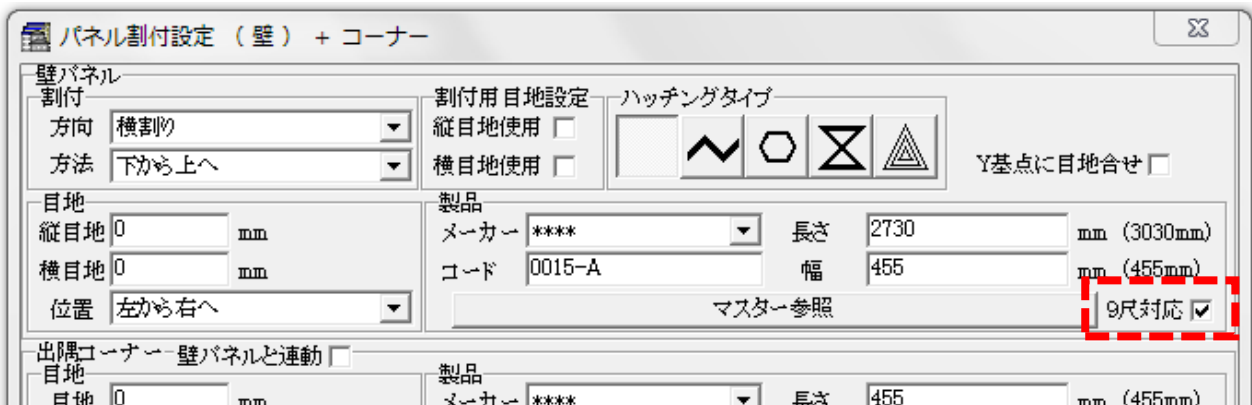 パネル割付設定 （壁） + コーナー
壁パネル
割付
方向 横割り
方法 下から上へ
割付用目地設定
縦目地使用
横目地使用
ハッチングタイプ
Y基点に目地合せ
目地
縦目地 0 mm
横目地 0 mm
位置 左から右へ
製品
メーカー **** 長さ 2730 mm (3030mm)
コード 0015-A 幅 455 mm (455mm)
マスター参照 9尺対応
出隅コーナー 壁パネルと連動
目地
目地 0 mm
製品
メーカー **** 長さ 455 mm (455mm)